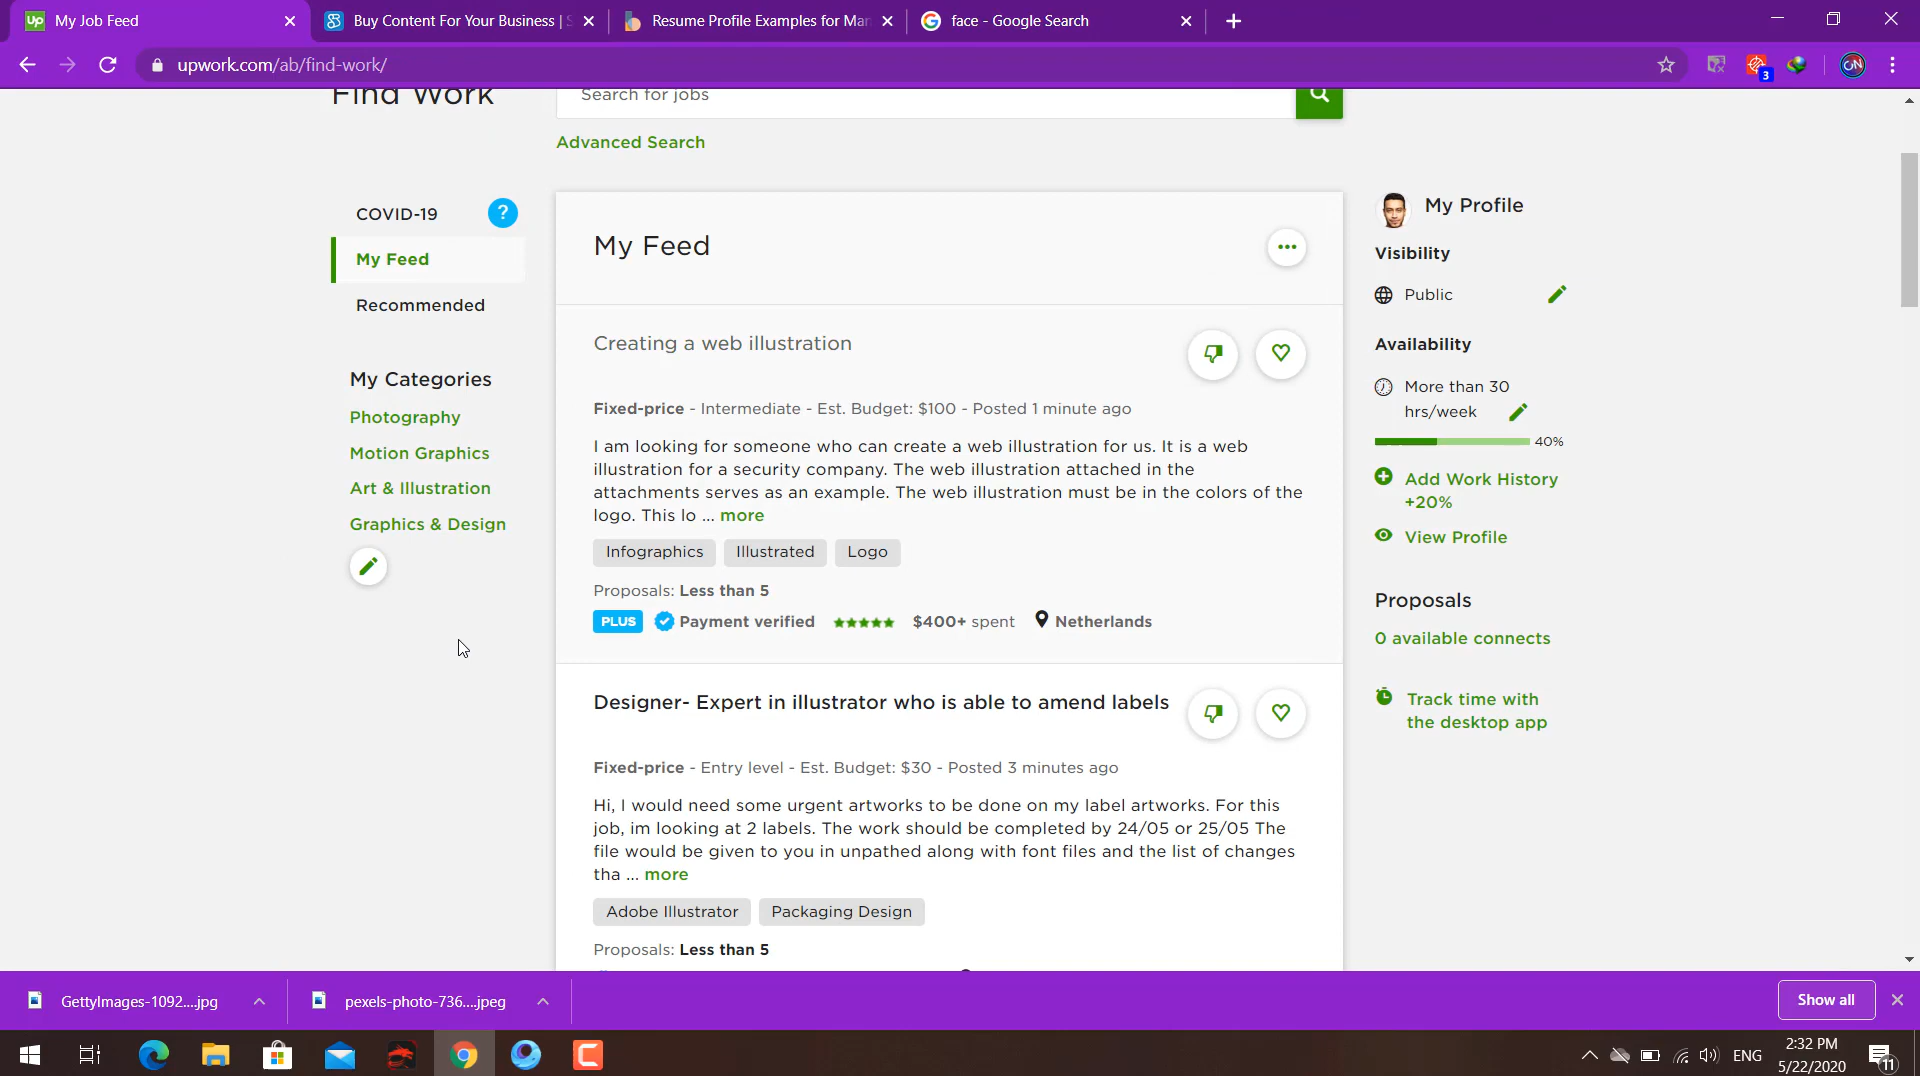 My Job Feed
Buy Content For Your Business | S
Resume Profile Examples for Man
face - Google Search
upwork.com/ab/find-work/
3
Find Work
Search for jobs
Advanced Search
COVID-19
?
My Feed
Recommended
My Categories
Photography
Motion Graphics
Art & Illustration
Graphics & Design
My Feed
Creating a web illustration
Fixed-price - Intermediate - Est. Budget: $100 - Posted 1 minute ago
I am looking for someone who can create a web illustration for us. It is a web
illustration for a security company. The web illustration attached in the
attachments serves as an example. The web illustration must be in the colors of the
logo. This lo ... more
Infographics Illustrated Logo
Proposals: Less than 5
PLUS Payment verified $400+ spent Netherlands
Designer- Expert in illustrator who is able to amend labels
Fixed-price - Entry level - Est. Budget: $30 - Posted 3 minutes ago
Hi, I would need some urgent artworks to be done on my label artworks. For this
job, im looking at 2 labels. The work should be completed by 24/05 or 25/05 The
file would be given to you in unpathed along with font files and the list of changes
tha ... more
Adobe Illustrator Packaging Design
Proposals: Less than 5
My Profile
Visibility
Public
Availability
More than 30
hrs/week
40%
Add Work History
+20%
View Profile
Proposals
0 available connects
Track time with
the desktop app
GettyImages-1092....jpg
pexels-photo-736....jpeg
Show all
ENG
2:32 PM
5/22/2020
11